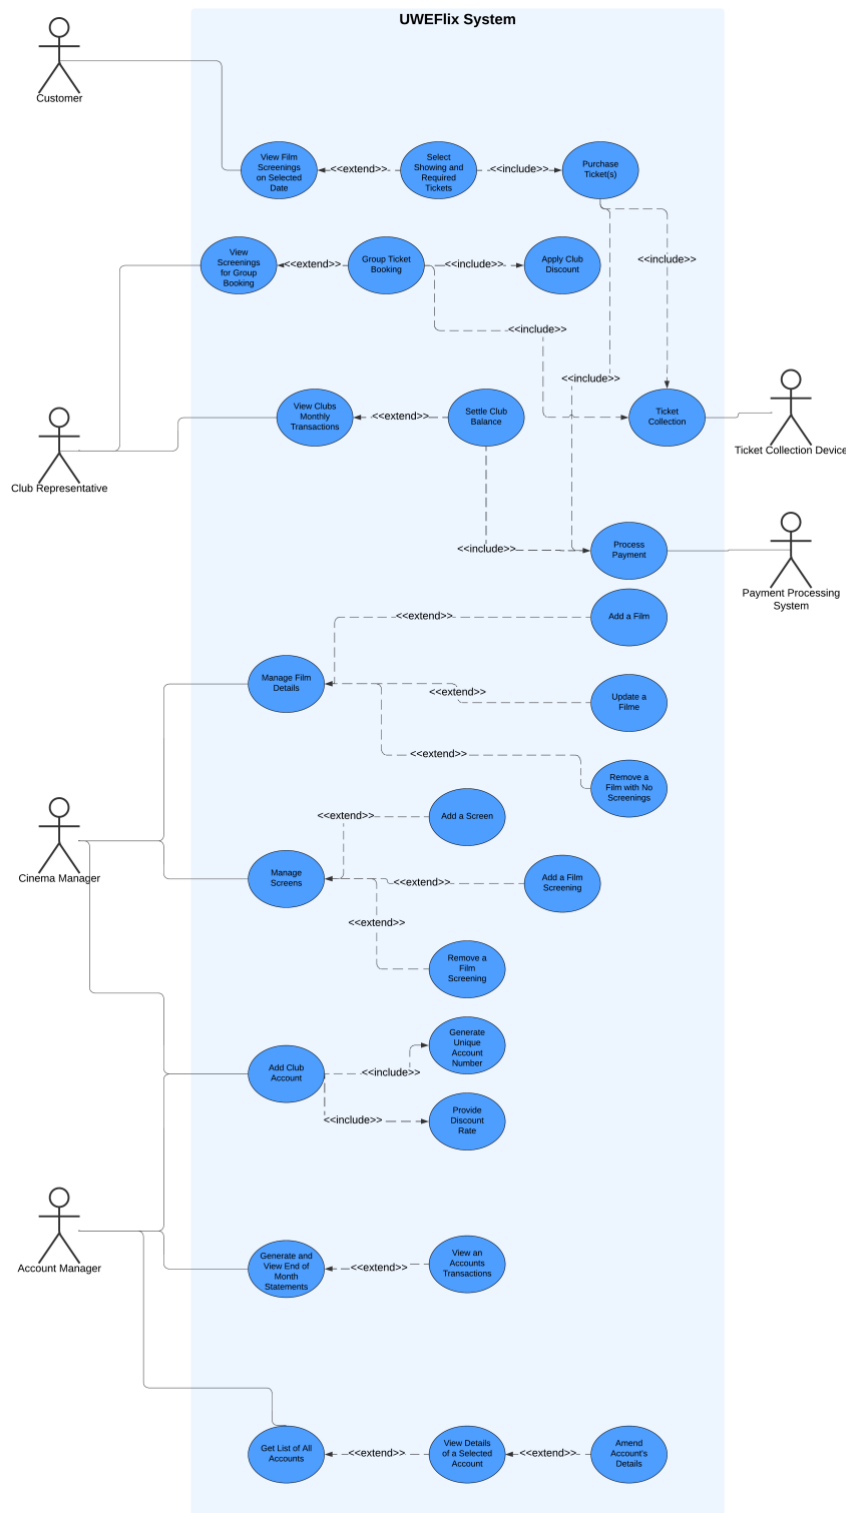 UWEFlix System
Customer
View Film
Screenings
on Selected
Date
<<extend>>
Select
Showing and
Required
Tickets
<<include>>
Purchase
Ticket(s)
<<include>>
View
Screenings
for Group
Booking
<<extend>>
Group Ticket
Booking
<<include>>
Apply Club
Discount
<<include>>
<<include>>
View Clubs
Monthly
Transactions
<<extend>>
Settle Club
Balance
Ticket
Collection
Ticket Collection Device
Club Representative
<<include>>
Process
Payment
Payment Processing
System
<<extend>>
Add a Film
Manage Film
Details
<<extend>>
Update a
Filme
<<extend>>
Remove a
Film with No
Screenings
<<extend>>
Add a Screen
Cinema Manager
Manage
Screens
<<extend>>
Add a Film
Screening
<<extend>>
Remove a
Film
Screening
Generate
Unique
Account
Number
Add Club
Account
<<include>>
<<include>>
Provide
Discount
Rate
Account Manager
Generate and
View End of
Month
Statements
<<extend>>
View an
Accounts
Transactions
Get List of All
Accounts
<<extend>>
View Details
of a Selected
Account
<<extend>>
Amend
Account's
Details